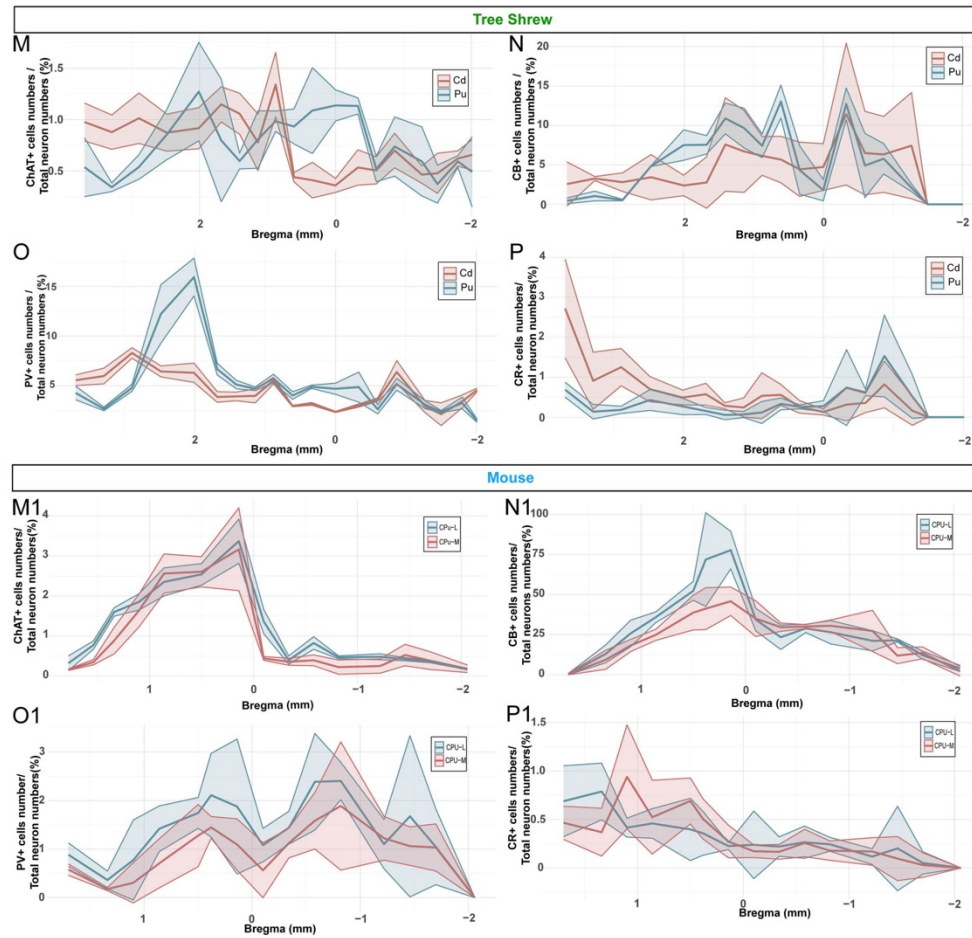 Tree Shrew
M
ChAT+ cells numbers /
Total neuron numbers (%)
1.5
1.0
0.5
2
0
−2
Bregma (mm)
Cd
Pu
N
CB+ cells numbers /
Total neuron numbers (%)
20
15
10
5
0
2
0
−2
Bregma (mm)
Cd
Pu
O
PV+ cells numbers /
Total neuron numbers (%)
15
10
5
2
0
−2
Bregma (mm)
Cd
Pu
P
CR+ cells numbers/
Total neuron numbers(%)
4
3
2
1
0
2
0
−2
Bregma (mm)
Cd
Pu
Mouse
M1
ChAT+ cells numbers/
Total neuron numbers(%)
4
3
2
1
0
1
0
−1
−2
Bregma (mm)
CPu−L
CPu−M
N1
CB+ cells numbers/
Total neurons numbers(%)
100
75
50
25
0
1
0
−1
−2
Bregma (mm)
CPU−L
CPU−M
O1
PV+ cells number/
Total neuron numbers(%)
3
2
1
0
1
0
−1
−2
Bregma (mm)
CPU−L
CPU−M
P1
CR+ cells numbers/
Total neuron numbers(%)
1.5
1.0
0.5
0
1
0
−1
−2
Bregma (mm)
CPU−L
CPU−M